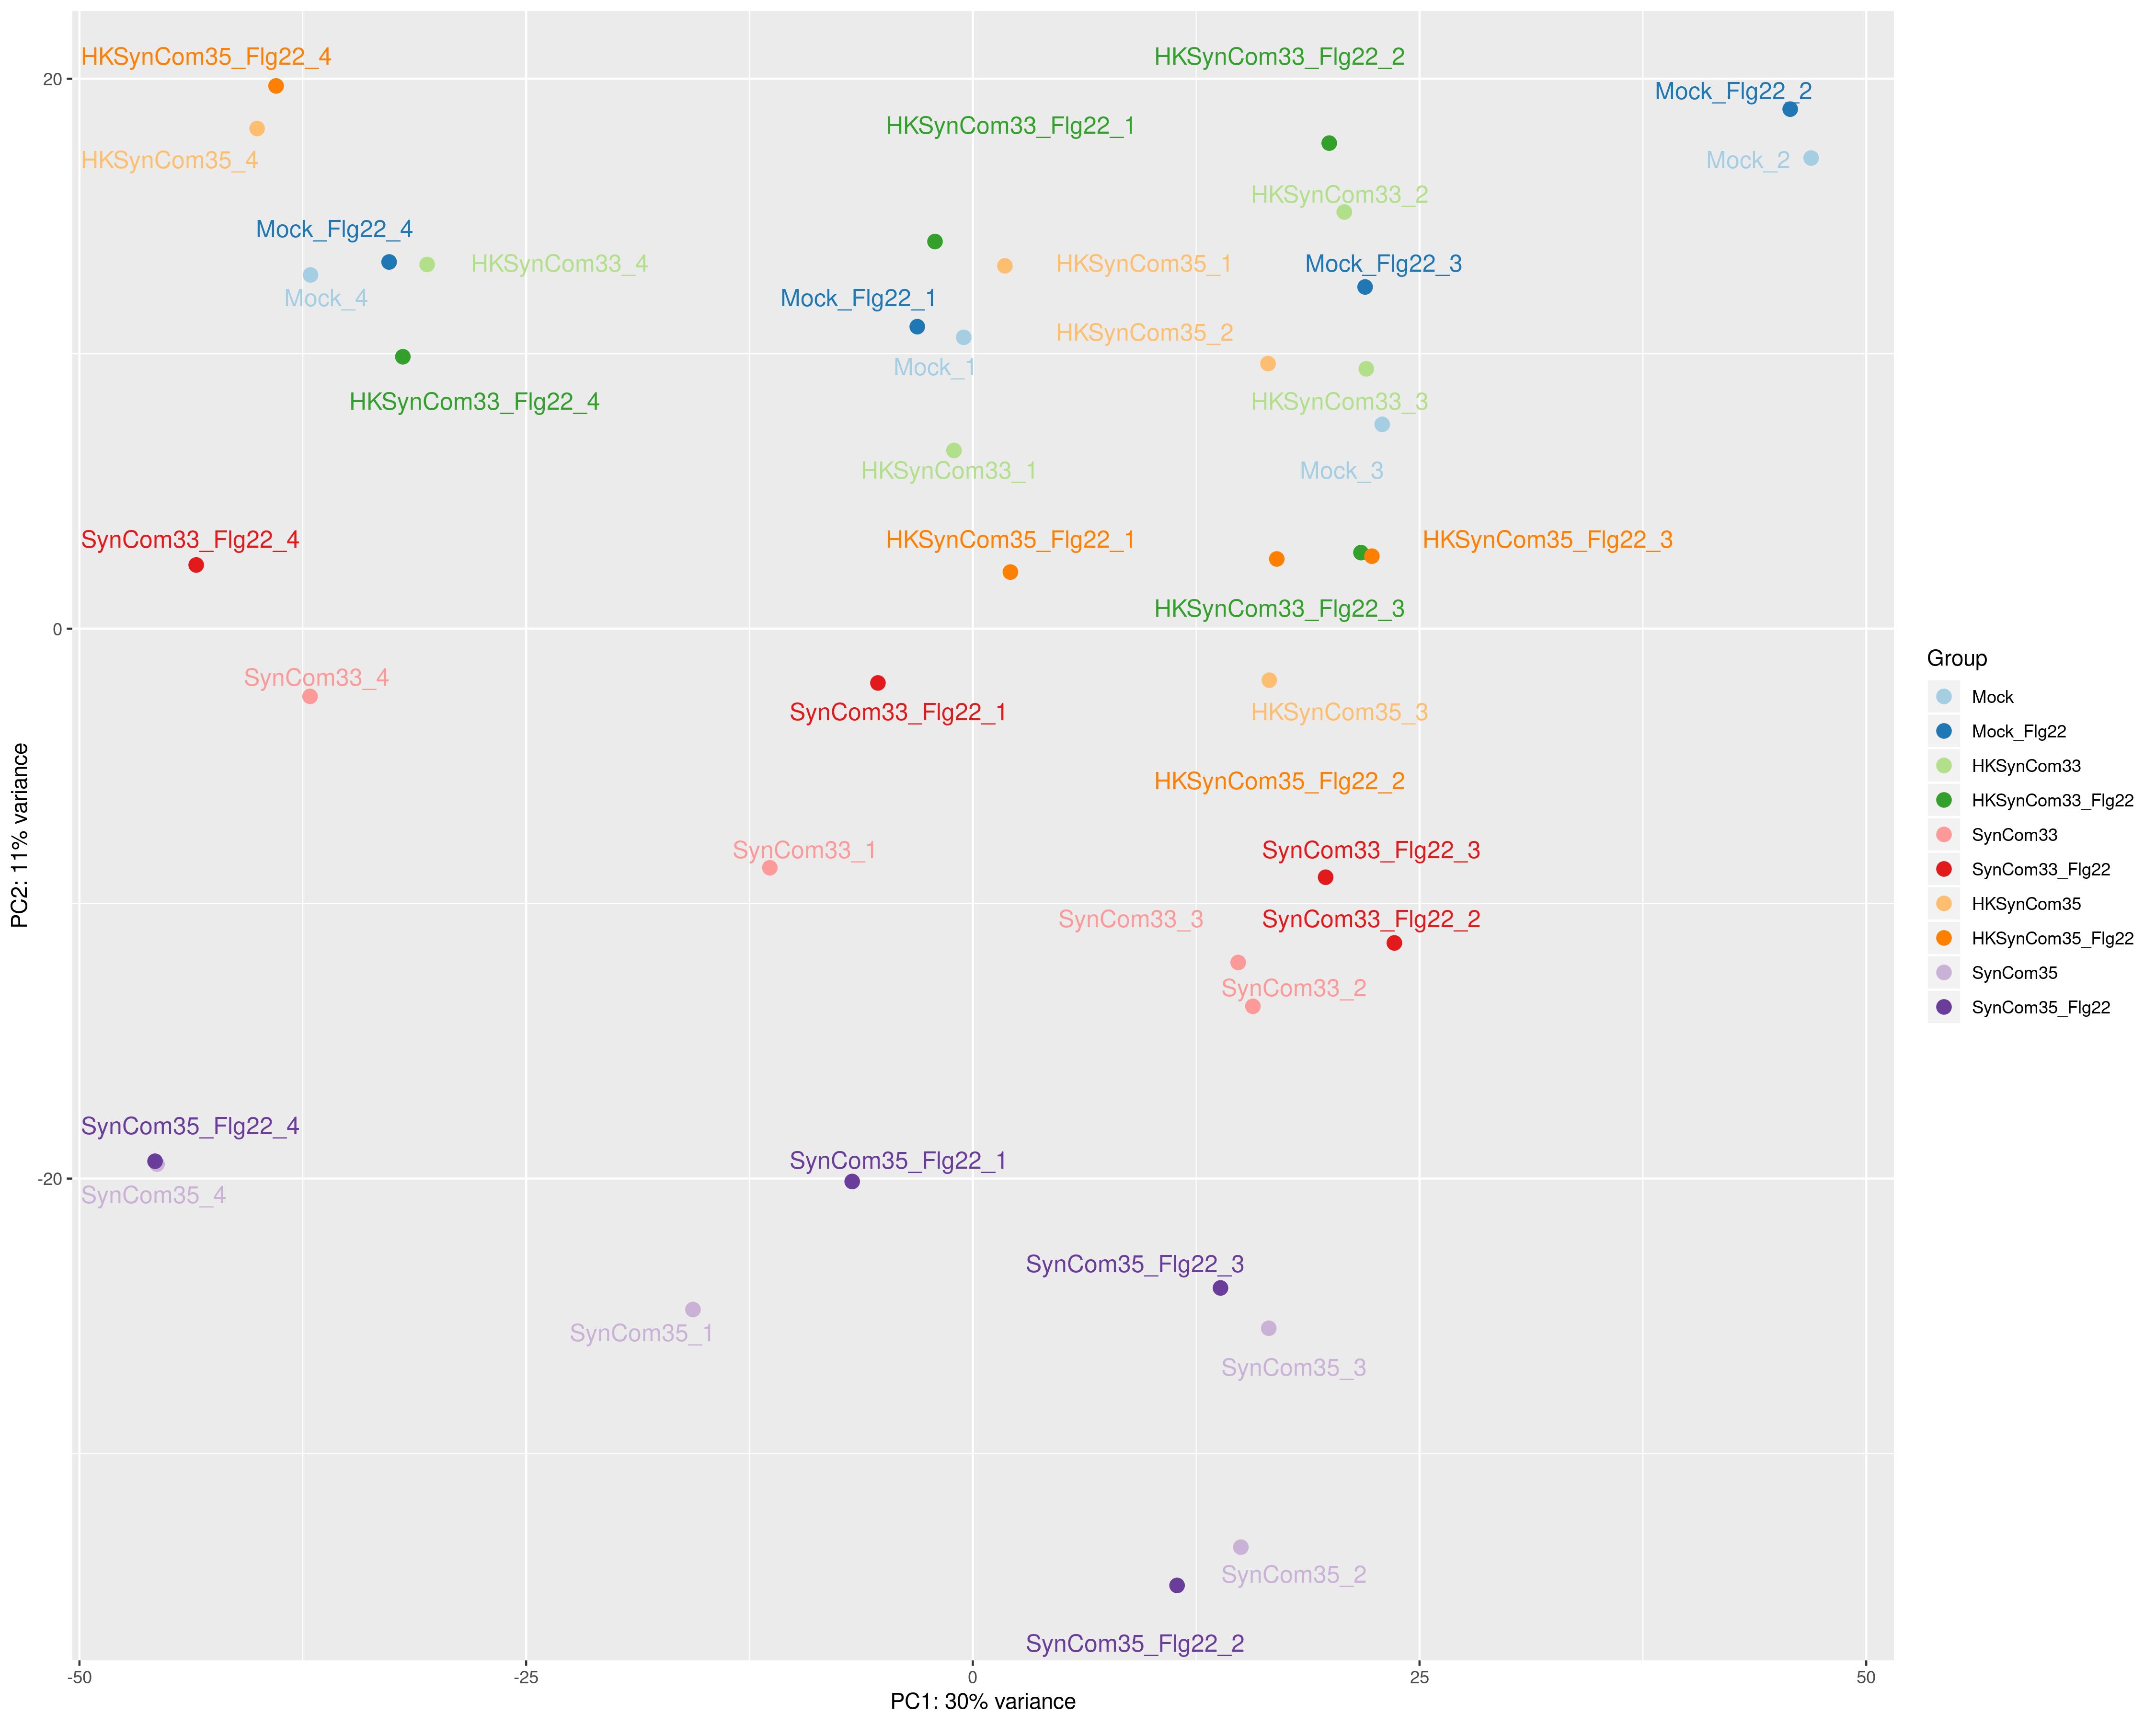 HKSynCom35_Flg22_4
HKSynCom33_Flg22_2
20
Mock_Flg22_2
HKSynCom33_Flg22_1
HKSynCom35_4
Mock_2
HKSynCom33_2
Mock_Flg22_4
HKSynCom33_4
HKSynCom35_1
Mock_Flg22_3
Mock_4
Mock_Flg22_1
HKSynCom35_2
Mock_1
HKSynCom33_Flg22_4
HKSynCom33_3
HKSynCom33_1
Mock_3
SynCom33_Flg22_4
HKSynCom35_Flg22_1
HKSynCom35_Flg22_3
HKSynCom33_Flg22_3
0
SynCom33_4
SynCom33_Flg22_1
HKSynCom35_3
HKSynCom35_Flg22_2
SynCom33_1
SynCom33_Flg22_3
SynCom33_3
SynCom33_Flg22_2
SynCom33_2
SynCom35_Flg22_4
SynCom35_Flg22_1
-20
SynCom35_4
SynCom35_Flg22_3
SynCom35_1
SynCom35_3
SynCom35_2
SynCom35_Flg22_2
-50
-25
0
25
50
PC1: 30% variance
PC2: 11% variance
Group
Mock
Mock_Flg22
HKSynCom33
HKSynCom33_Flg22
SynCom33
SynCom33_Flg22
HKSynCom35
HKSynCom35_Flg22
SynCom35
SynCom35_Flg22